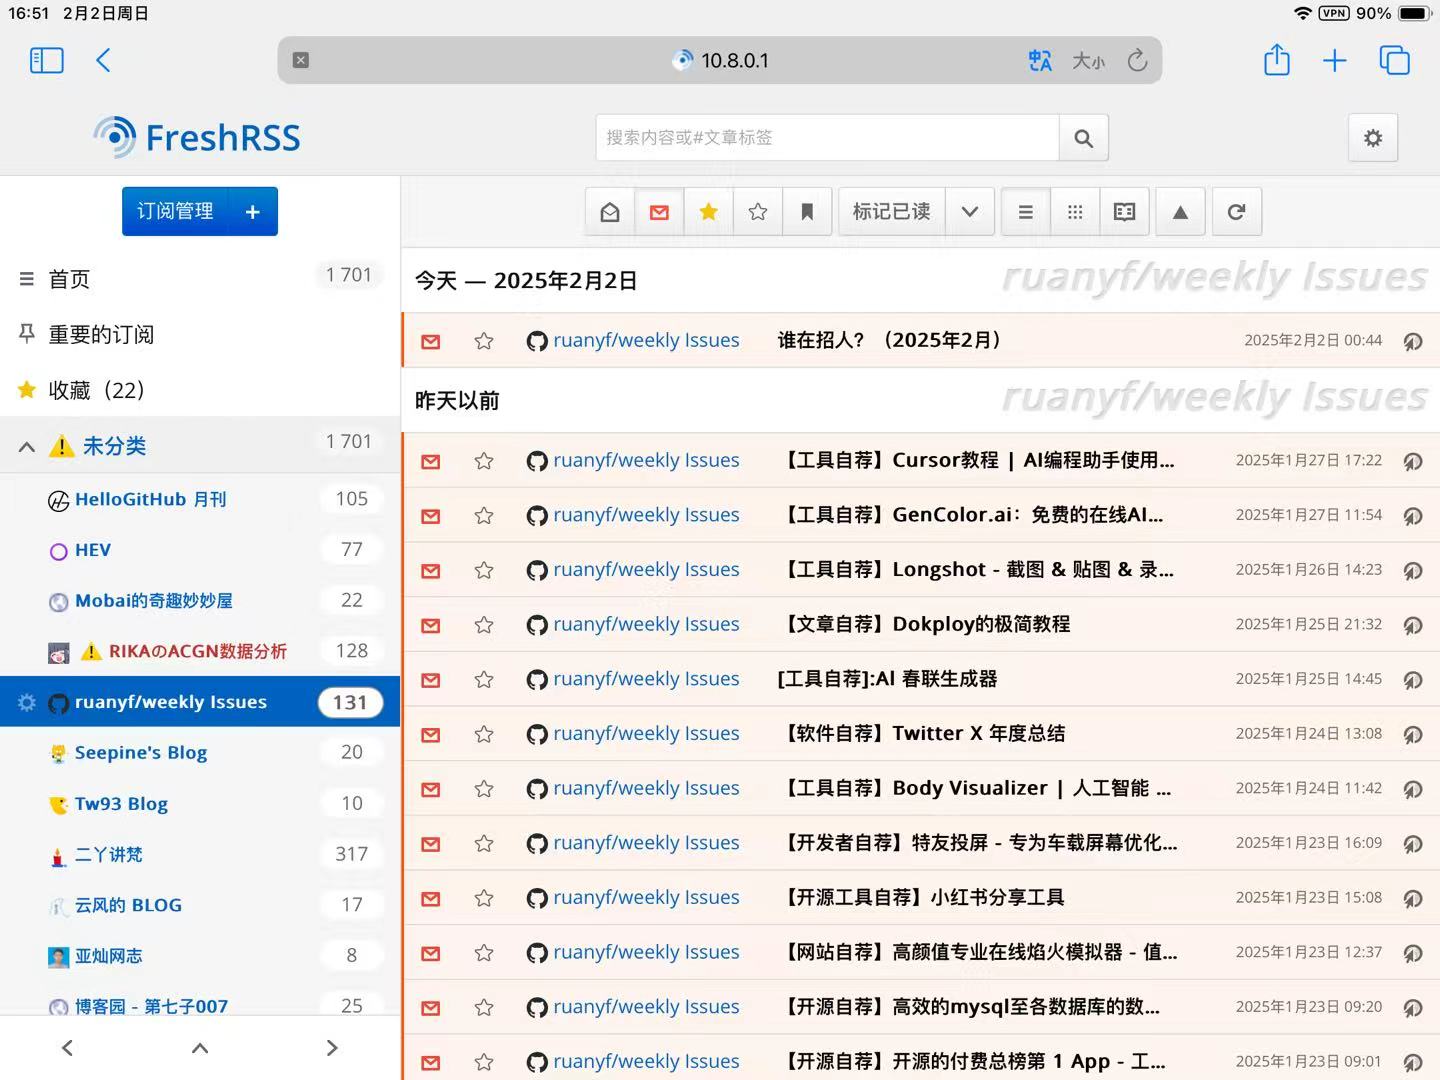 16:51 2月2日周日
VPN 90%
10.8.0.1
大小
FreshRSS
搜索内容或#文章标签
订阅管理
标记已读
首页 1 701
重要的订阅
收藏（22）
未分类 1 701
HelloGitHub 月刊 105
HEV 77
Mobai的奇趣妙妙屋 22
RIKAのACGN数据分析 128
ruanyf/weekly Issues 131
Seepine's Blog 20
Tw93 Blog 10
二丫讲梵 317
云风的 BLOG 17
亚灿网志 8
博客园 - 第七子007 25
今天 — 2025年2月2日 ruanyf/weekly Issues
ruanyf/weekly Issues 谁在招人？（2025年2月） 2025年2月2日 00:44
昨天以前 ruanyf/weekly Issues
ruanyf/weekly Issues 【工具自荐】Cursor教程 | AI编程助手使用... 2025年1月27日 17:22
ruanyf/weekly Issues 【工具自荐】GenColor.ai：免费的在线AI... 2025年1月27日 11:54
ruanyf/weekly Issues 【工具自荐】Longshot - 截图 & 贴图 & 录... 2025年1月26日 14:23
ruanyf/weekly Issues 【文章自荐】Dokploy的极简教程 2025年1月25日 21:32
ruanyf/weekly Issues [工具自荐]:AI 春联生成器 2025年1月25日 14:45
ruanyf/weekly Issues 【软件自荐】Twitter X 年度总结 2025年1月24日 13:08
ruanyf/weekly Issues 【工具自荐】Body Visualizer | 人工智能 ... 2025年1月24日 11:42
ruanyf/weekly Issues 【开发者自荐】特友投屏 - 专为车载屏幕优化... 2025年1月23日 16:09
ruanyf/weekly Issues 【开源工具自荐】小红书分享工具 2025年1月23日 15:08
ruanyf/weekly Issues 【网站自荐】高颜值专业在线焰火模拟器 - 值... 2025年1月23日 12:37
ruanyf/weekly Issues 【开源自荐】高效的mysql至各数据库的数... 2025年1月23日 09:20
ruanyf/weekly Issues 【开源自荐】开源的付费总榜第 1 App - 工... 2025年1月23日 09:01